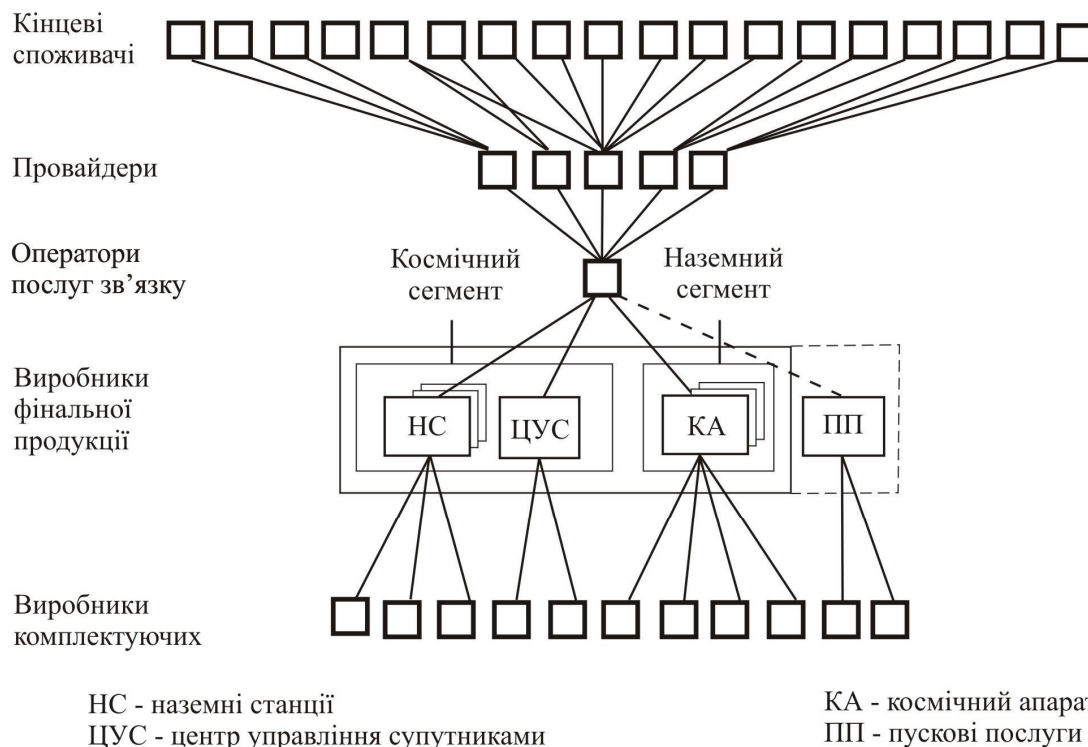 Кінцеві
споживачі
Провайдери
Оператори
послуг зв’язку
Космічний
сегмент
Наземний
сегмент
Виробники
фінальної
продукції
НС
ЦУС
КА
ПП
Виробники
комплектуючих
НС - наземні станції
ЦУС - центр управління супутниками
КА - космічний апарат
ПП - пускові послуги